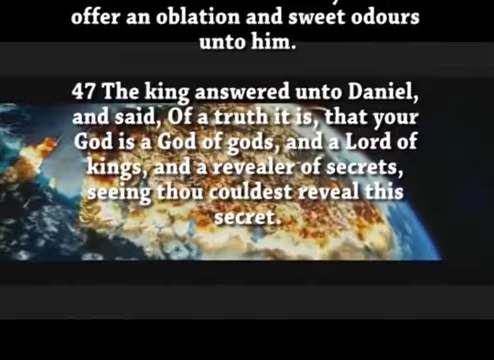 offer an oblation and sweet odours
unto him.
47 The king answered unto Daniel,
and said, Of a truth it is, that your
God is a God of gods, and a Lord of
kings, and a revealer of secrets,
seeing thou couldest reveal this
secret.